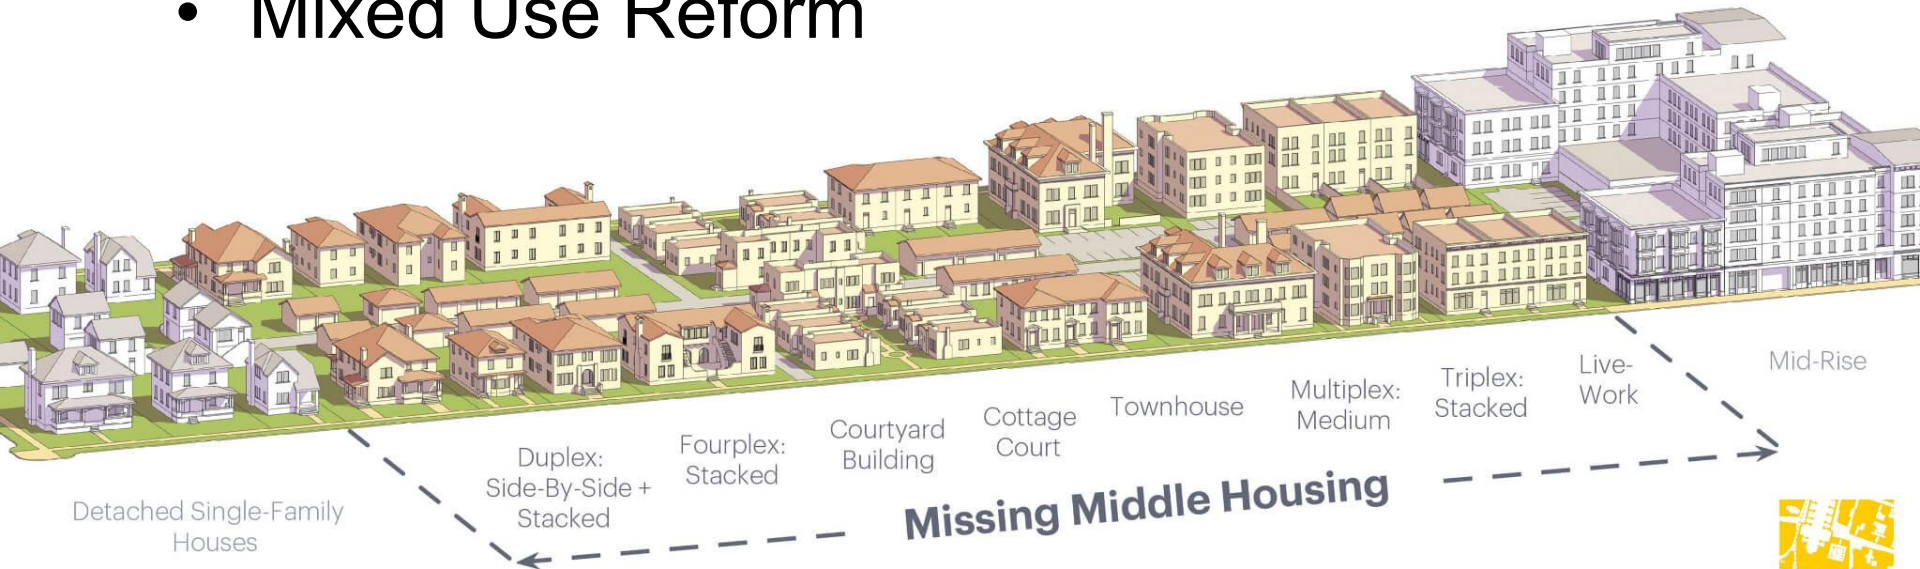 • Mixed Use Reform
Detached Single-Family
Houses
Duplex:
Side-By-Side +
Stacked
Fourplex:
Stacked
Courtyard
Building
Cottage
Court
Townhouse
Multiplex:
Medium
Triplex:
Stacked
Live-
Work
Mid-Rise
Missing Middle Housing